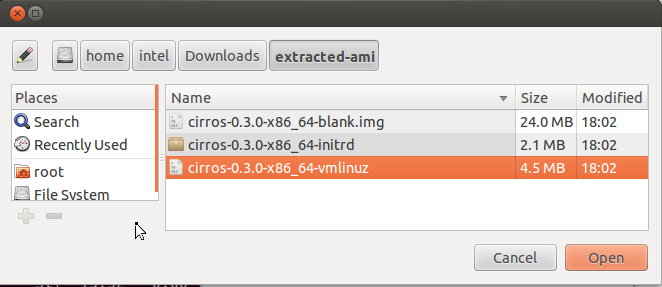 home intel Downloads extracted-ami
Places
Search
Recently Used
root
File System
Name Size Modified
cirros-0.3.0-x86_64-blank.img 24.0 MB 18:02
cirros-0.3.0-x86_64-initrd 2.1 MB 18:02
cirros-0.3.0-x86_64-vmlinuz 4.5 MB 18:02
Cancel Open